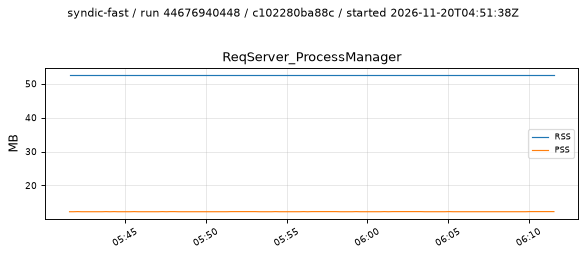 syndic-fast / run 44676940448 / c102280ba88c / started 2026-11-20T04:51:38Z
ReqServer_ProcessManager
MB
50
40
30
20
RSS
PSS
05:45
05:50
05:55
06:00
06:05
06:10